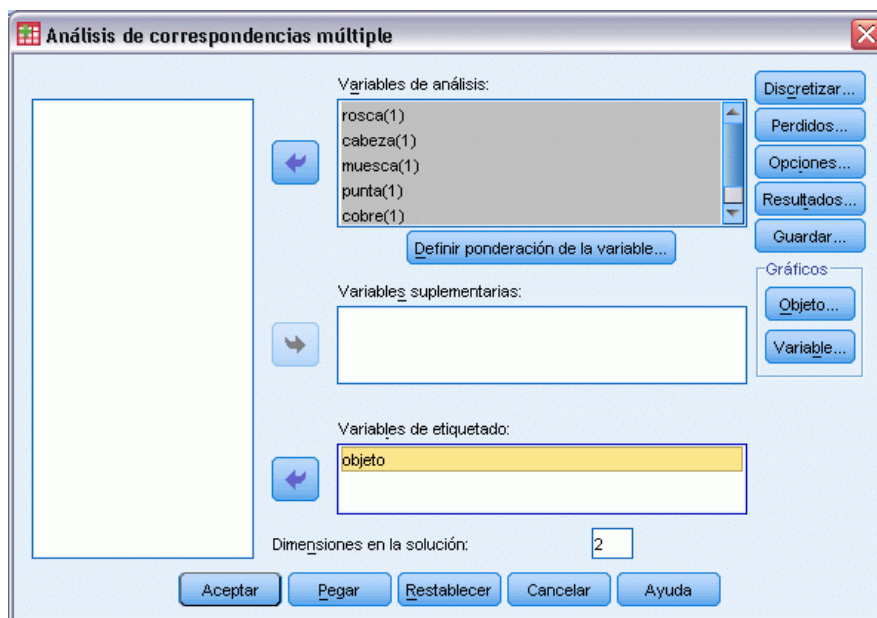 Análisis de correspondencias múltiple
Variables de análisis:
rosca(1)
cabeza(1)
muesca(1)
punta(1)
cobre(1)
Definir ponderación de la variable...
Variables suplementarias:
Variables de etiquetado:
objeto
Dimensiones en la solución:
2
Discretizar...
Perdidos...
Opciones...
Resultados...
Guardar...
Gráficos
Objeto...
Variable...
Aceptar
Pegar
Restablecer
Cancelar
Ayuda